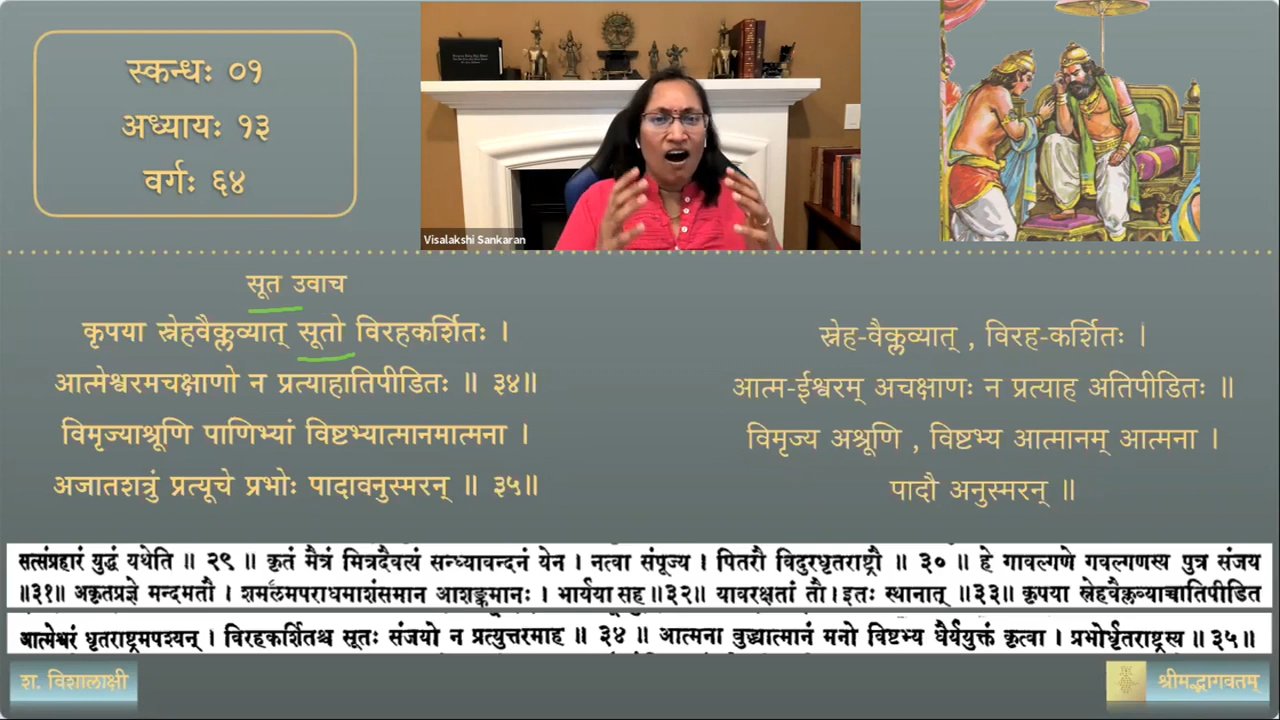 स्कन्धः ०१
अध्यायः १३
वर्गः ६४
Visalakshi Sankaran
सूत उवाच
कृपया स्नेहवैक्लव्यात् सूतो विरहकर्शितः ।
आत्मेश्वरमचक्षाणो न प्रत्याहातिपीडितः ॥ ३४॥
विमृज्याश्रूणि पाणिभ्यां विष्टभ्यात्मानमात्मना ।
अजातशत्रुं प्रत्यूचे प्रभोः पादावनुस्मरन् ॥ ३५॥
स्नेह-वैक्लव्यात् , विरह-कर्शितः ।
आत्म-ईश्वरम् अचक्षाणः न प्रत्याह अतिपीडितः ॥
विमृज्य अश्रूणि , विष्टभ्य आत्मानम् आत्मना ।
पादौ अनुस्मरन् ॥
सत्संप्रहारं युद्धं यथेति ॥ २९ ॥ कृतं मैत्रं मित्रदैवत्यं सन्ध्यावन्दनं येन । नत्वा संपूज्य । पितरौ विदुरधृतराष्ट्रौ ॥ ३० ॥ हे गावल्गणे गवल्गणस्य पुत्र संजय
॥३१॥ अकृतप्रज्ञे मन्दमतौ । शमलमपराधमाशंसमान आशङ्कमानः । भार्यया सह ॥३२॥ यावरक्षतां तौ । इतः स्थानात् ॥३३॥ कृपया स्नेहवैक्लव्याच्चातिपीडित
आत्मेश्वरं धृतराष्ट्रमपश्यन् । विरहकर्शितश्च सूतः संजयो न प्रत्युत्तरमाह ॥ ३४ ॥ आत्मना बुद्ध्यात्मानं मनो विष्टभ्य धैर्ययुक्तं कृत्वा । प्रभोर्धृतराष्ट्रस्य ॥ ३५॥
श. विशालाक्षी
श्रीमद्भागवतम्